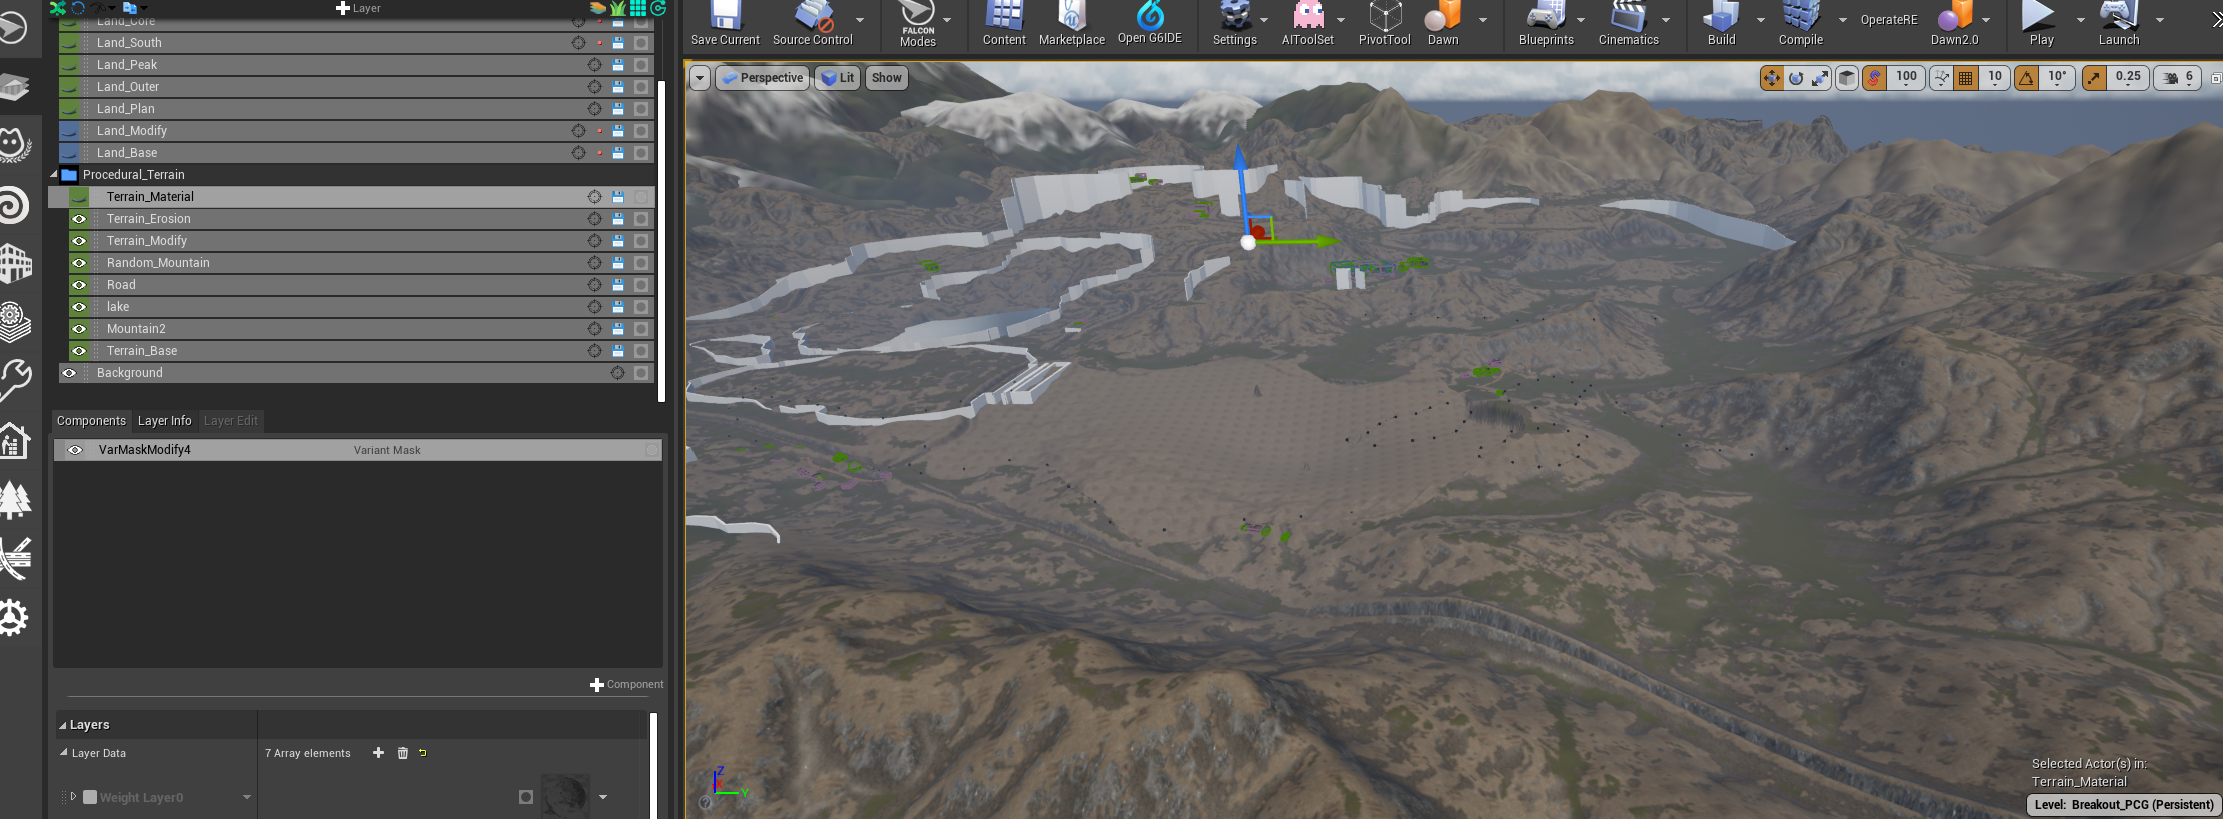 Layer
Land_Core
Land_South
Land_Peak
Land_Outer
Land_Plan
Land_Modify
Land_Base
Procedural_Terrain
Terrain_Material
Terrain_Erosion
Terrain_Modify
Random_Mountain
Road
lake
Mountain2
Terrain_Base
Background
Components Layer Info Layer Edit
VarMaskModify4 Variant Mask
Component
Layers
Layer Data 7 Array elements
Weight Layer0
Save Current Source Control FALCON Modes Content Marketplace Open G6IDE Settings AIToolSet PivotTool Dawn Blueprints Cinematics Build Compile OperateRE Dawn2.0 Play Launch
Perspective Lit Show 100 10 10° 0.25 6
Z
Y
Selected Actor(s) in:
Terrain_Material
Level: Breakout_PCG (Persistent)